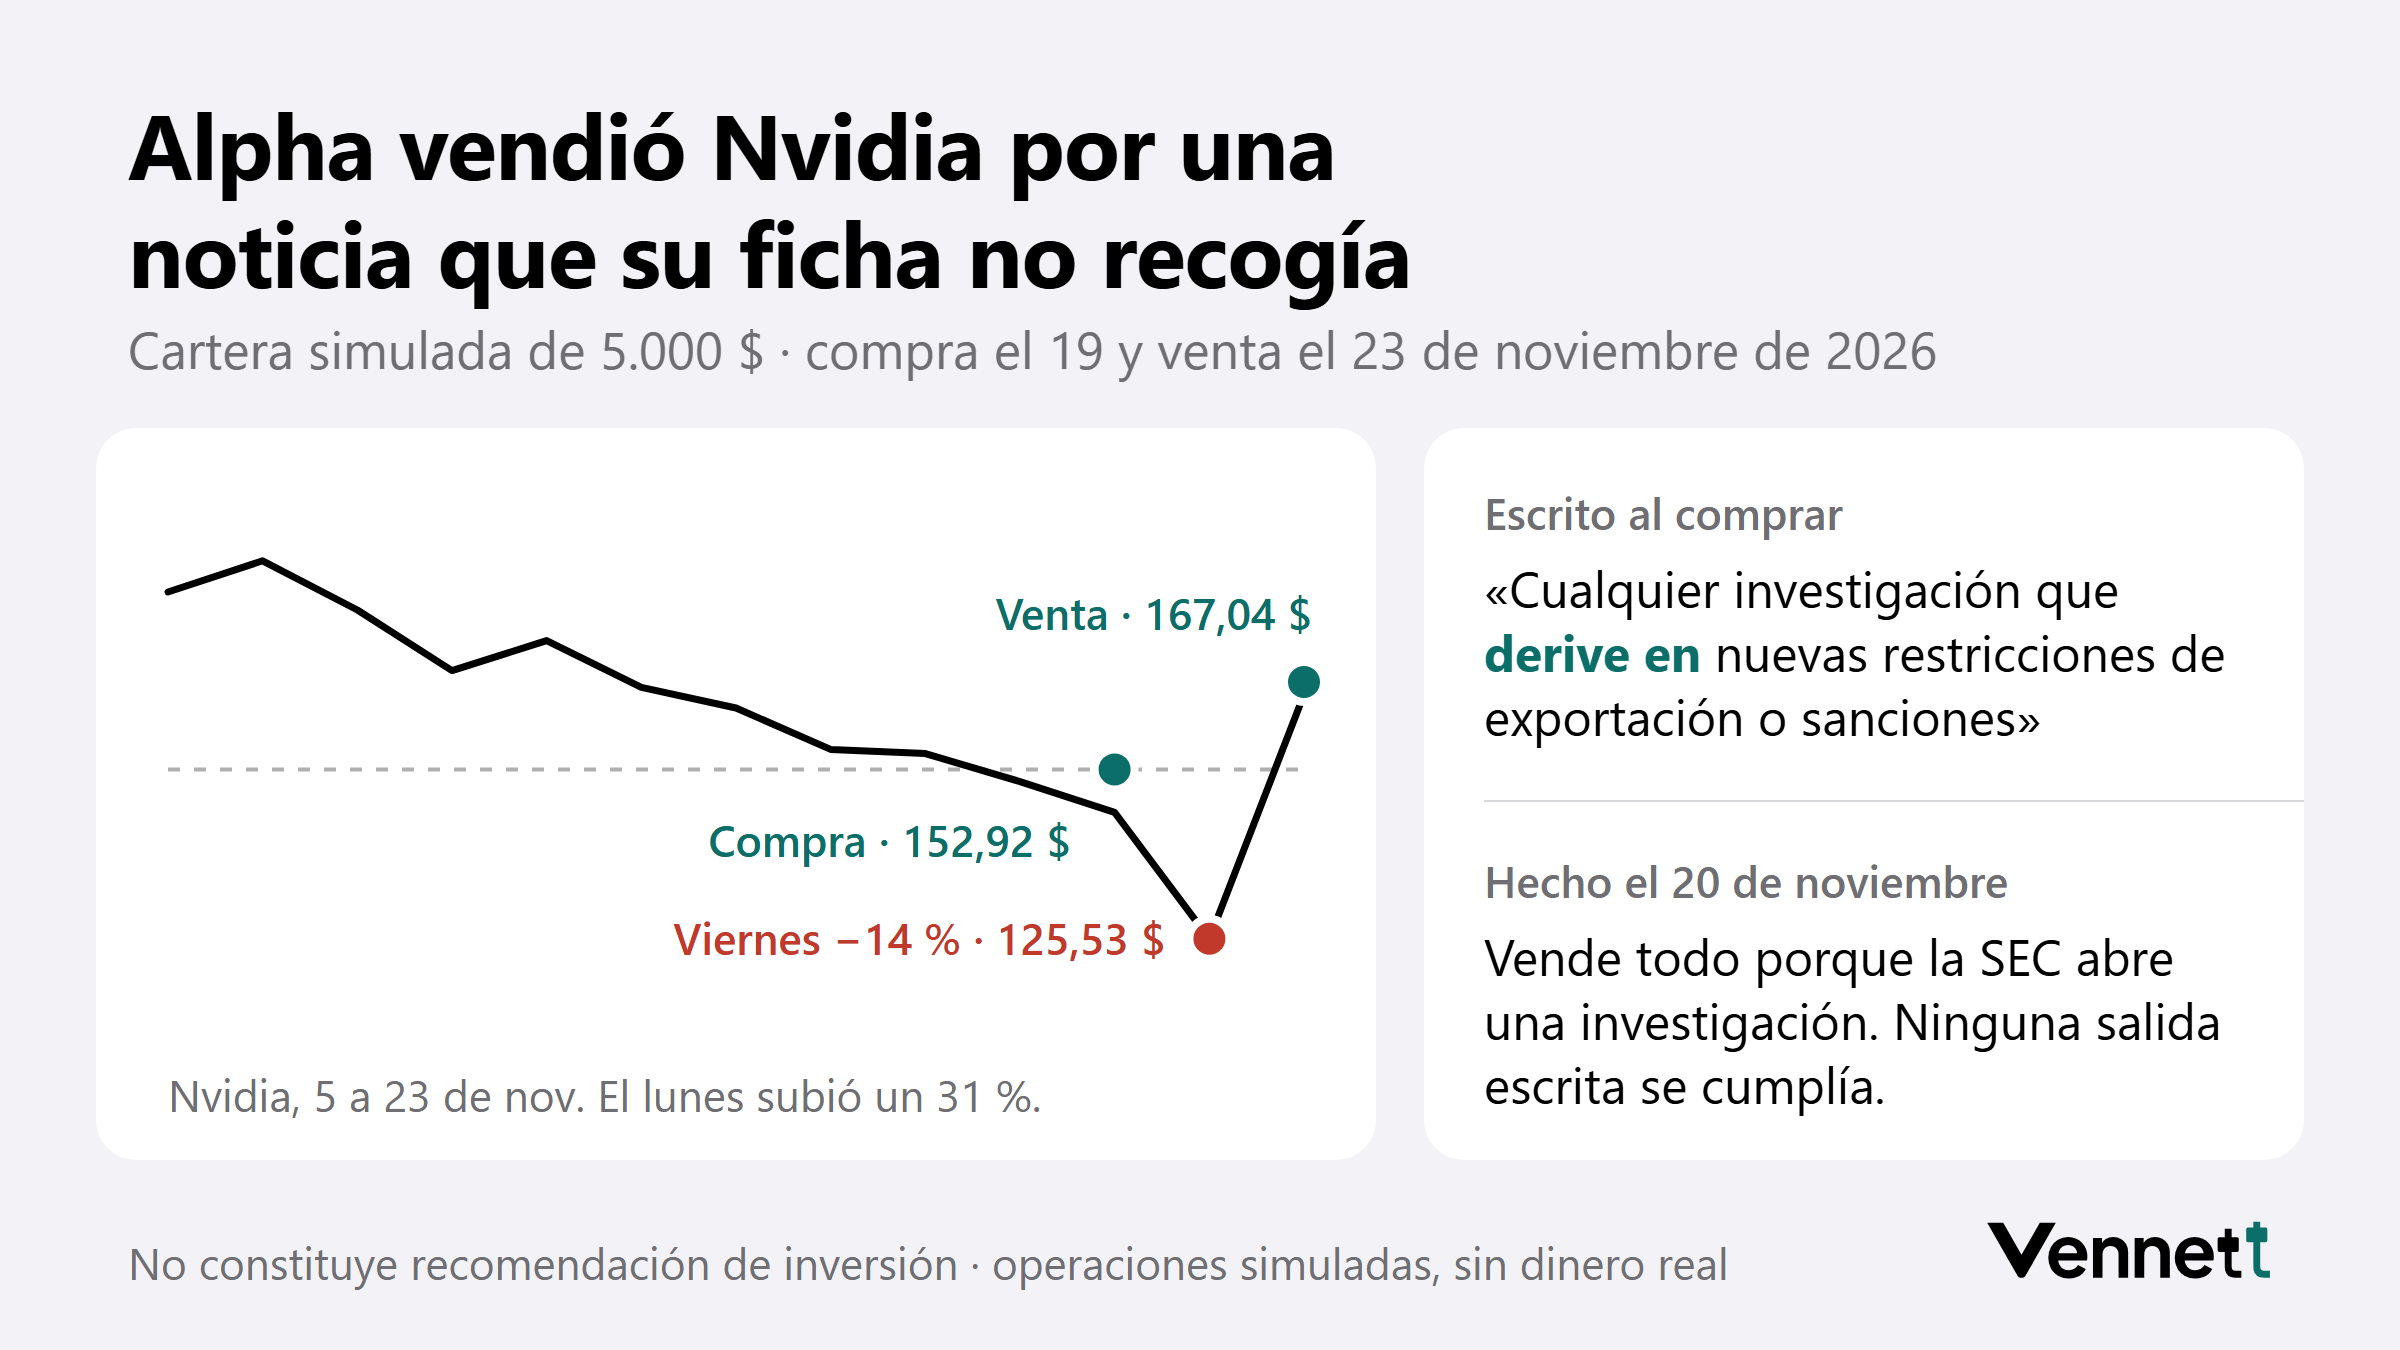 Alpha vendió Nvidia por una
noticia que su ficha no recogía
Cartera simulada de 5.000 $ · compra el 19 y venta el 23 de noviembre de 2026
Venta · 167,04 $
Compra · 152,92 $
Viernes −14 % · 125,53 $
Nvidia, 5 a 23 de nov. El lunes subió un 31 %.
Escrito al comprar
«Cualquier investigación que
derive en nuevas restricciones de
exportación o sanciones»
Hecho el 20 de noviembre
Vende todo porque la SEC abre
una investigación. Ninguna salida
escrita se cumplía.
No constituye recomendación de inversión · operaciones simuladas, sin dinero real
Vennett